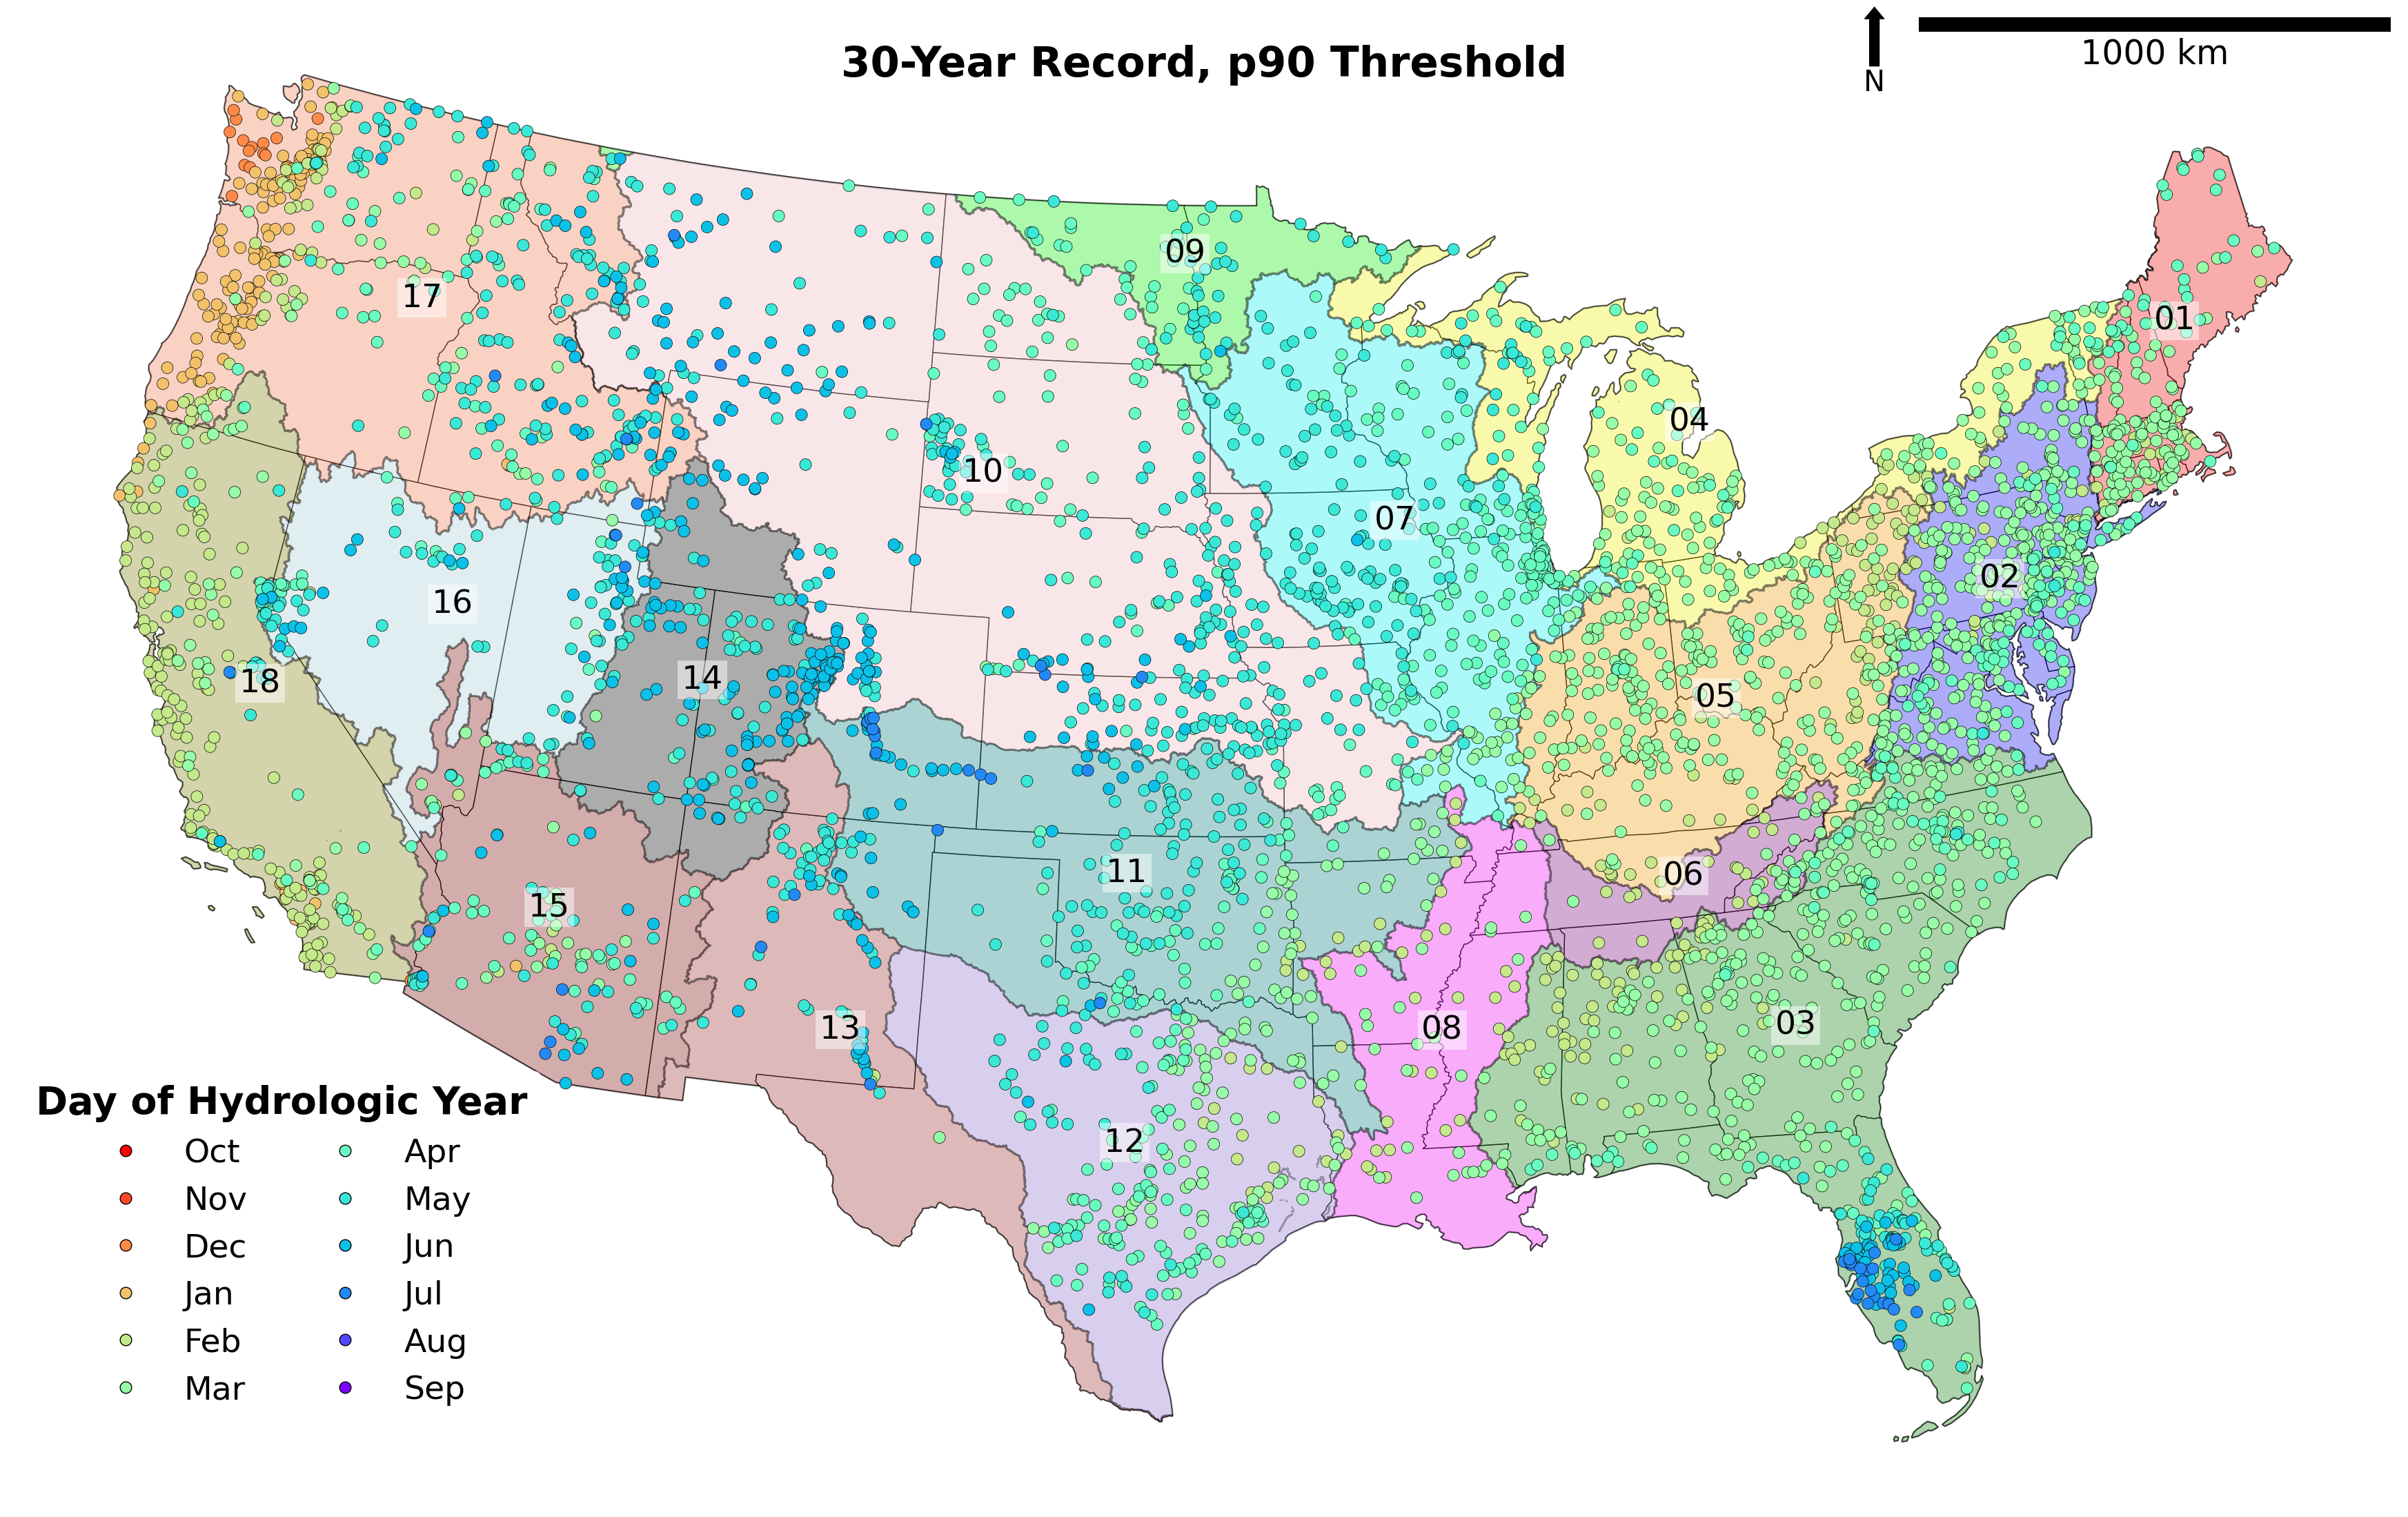 30-Year Record, p90 Threshold
N
1000 km
09
17
01
04
10
07
02
16
14
18
05
11
06
15
13
08
03
12
Day of Hydrologic Year
Oct
Nov
Dec
Jan
Feb
Mar
Apr
May
Jun
Jul
Aug
Sep